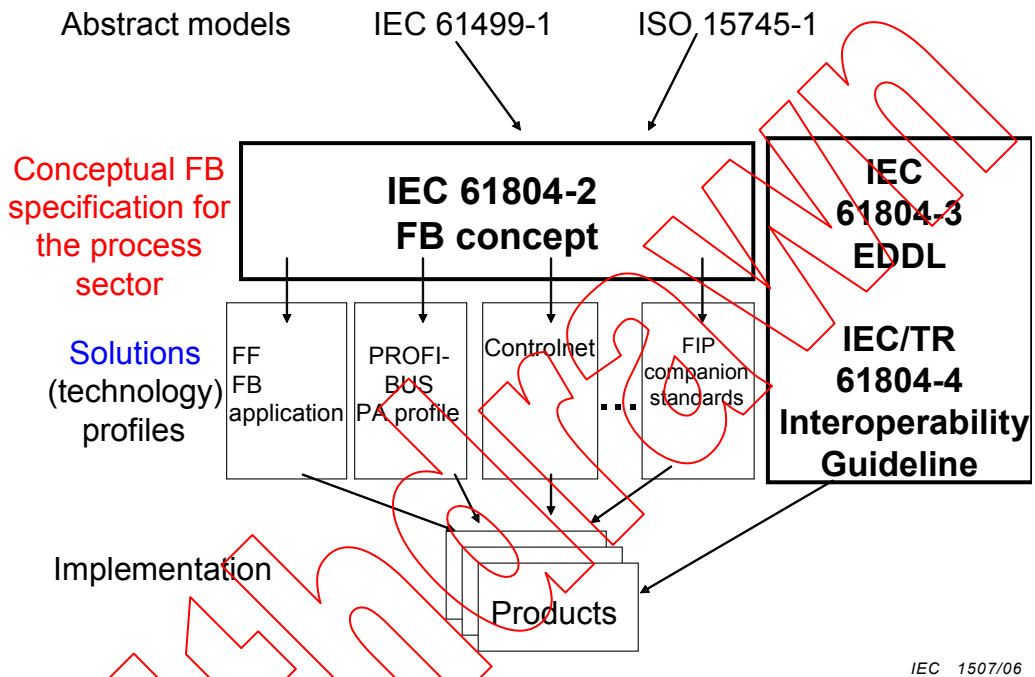 Abstract models
IEC 61499-1
ISO 15745-1
Conceptual FB
specification for
the process
sector
IEC 61804-2
FB concept
IEC
61804-3
EDDL
IEC/TR
61804-4
Interoperability
Guideline
Solutions
(technology)
profiles
FF
FB
application
PROFI-
BUS
PA profile
Controlnet
...
FIP
companion
standards
Implementation
Products
IEC 1507/06